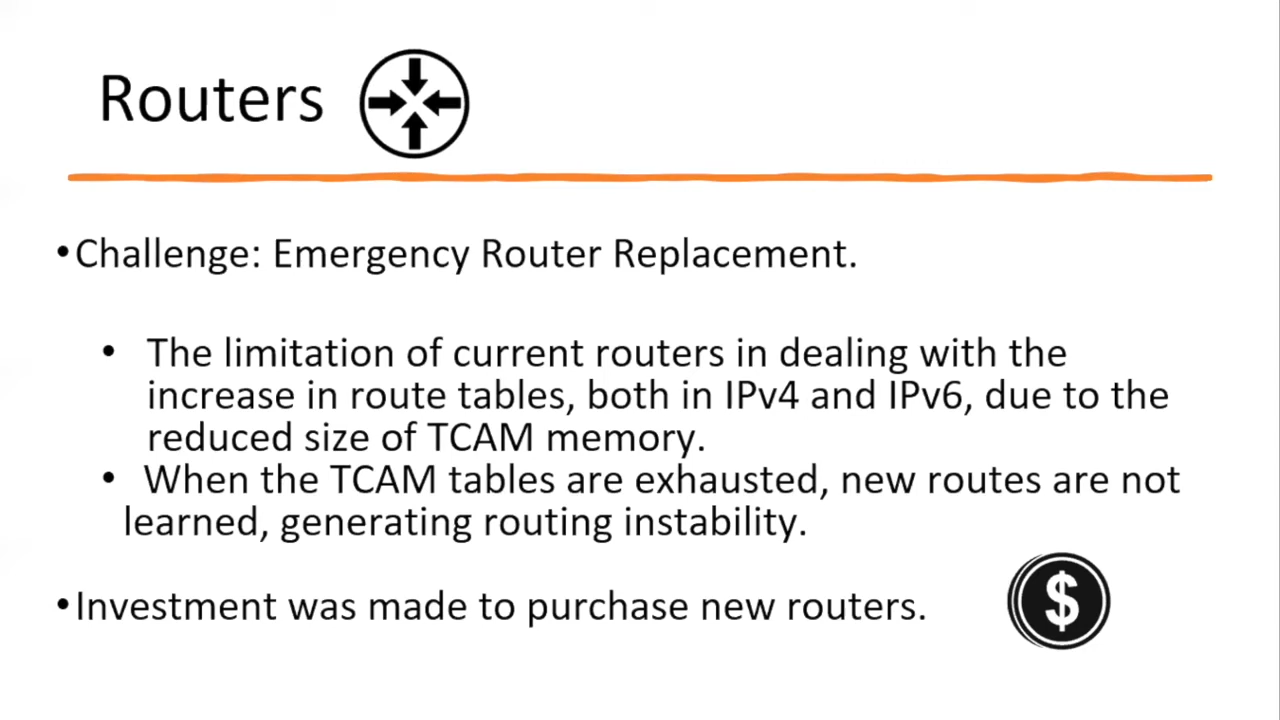 Routers
•Challenge: Emergency Router Replacement.
• The limitation of current routers in dealing with the
increase in route tables, both in IPv4 and IPv6, due to the
reduced size of TCAM memory.
• When the TCAM tables are exhausted, new routes are not
learned, generating routing instability.
•Investment was made to purchase new routers.
$